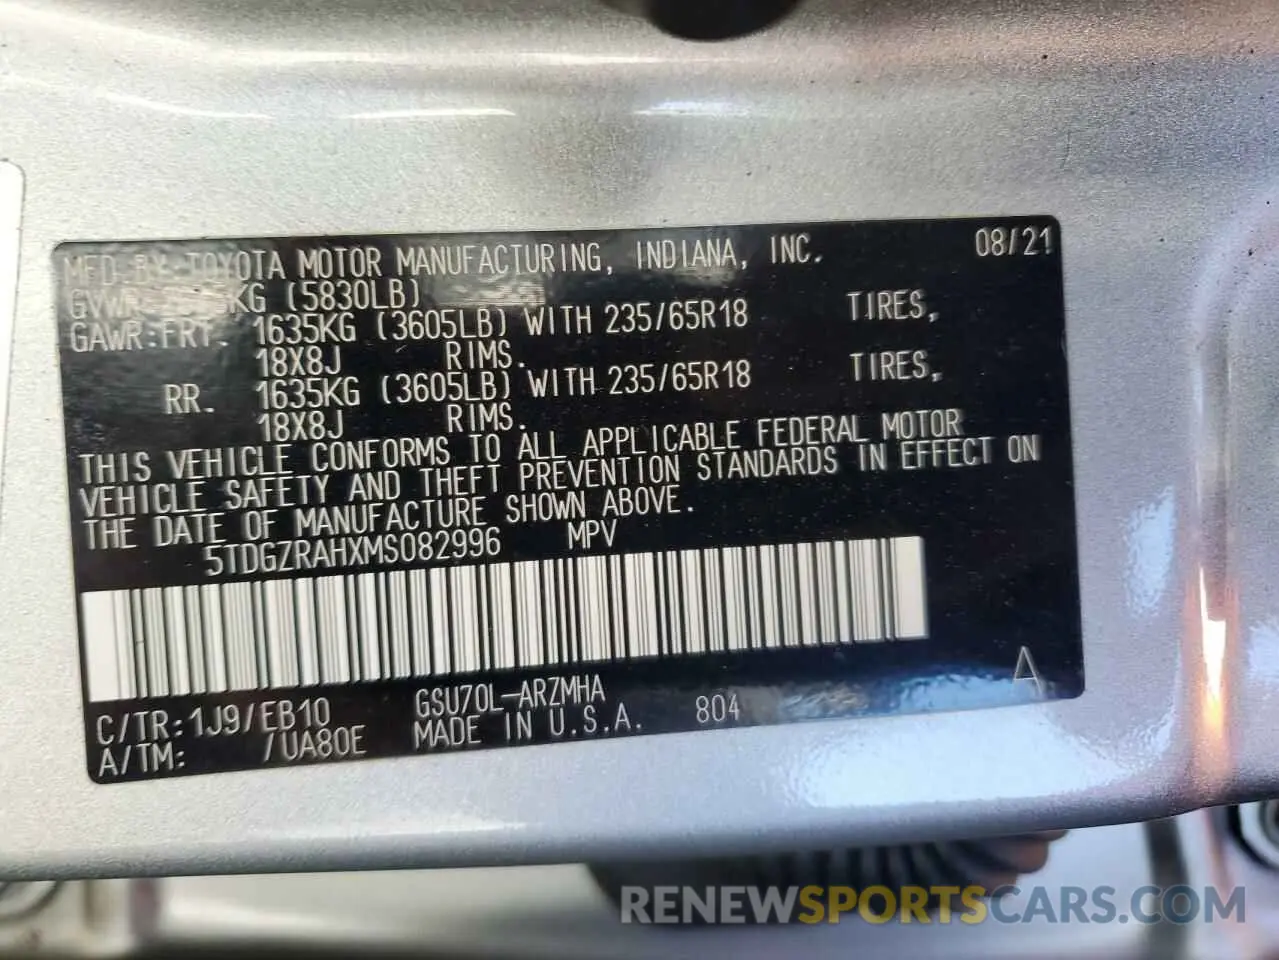 MFD. BY: TOYOTA MOTOR MANUFACTURING, INDIANA, INC. 08/21
GVWR: KG (5830LB)
GAWR: FRT. 1635KG (3605LB) WITH 235/65R18 TIRES,
18X8J RIMS.
RR. 1635KG (3605LB) WITH 235/65R18 TIRES,
18X8J RIMS.
THIS VEHICLE CONFORMS TO ALL APPLICABLE FEDERAL MOTOR
VEHICLE SAFETY AND THEFT PREVENTION STANDARDS IN EFFECT ON
THE DATE OF MANUFACTURE SHOWN ABOVE.
5TDGZRAHXMS082996 MPV
A
C/TR: 1J9/EB10 GSU70L-ARZMHA
A/TM: /UA80E MADE IN U.S.A. 804
RENEWSPORTSCARS.COM